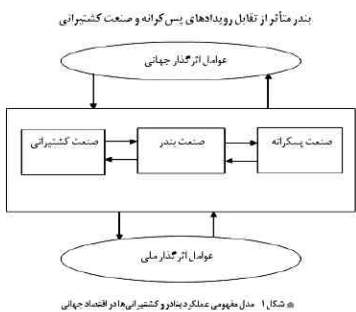 بندر متأثر از تقابل رویدادهای پس‌کرانه و صنعت کشتیرانی
عوامل اثرگذار جهانی
صنعت پسکرانه
صنعت بندر
صنعت کشتیرانی
عوامل اثرگذار ملی
شکل ۱ مدل مفهومی عملکرد بنادر و کشتیرانی‌ها در اقتصاد جهانی